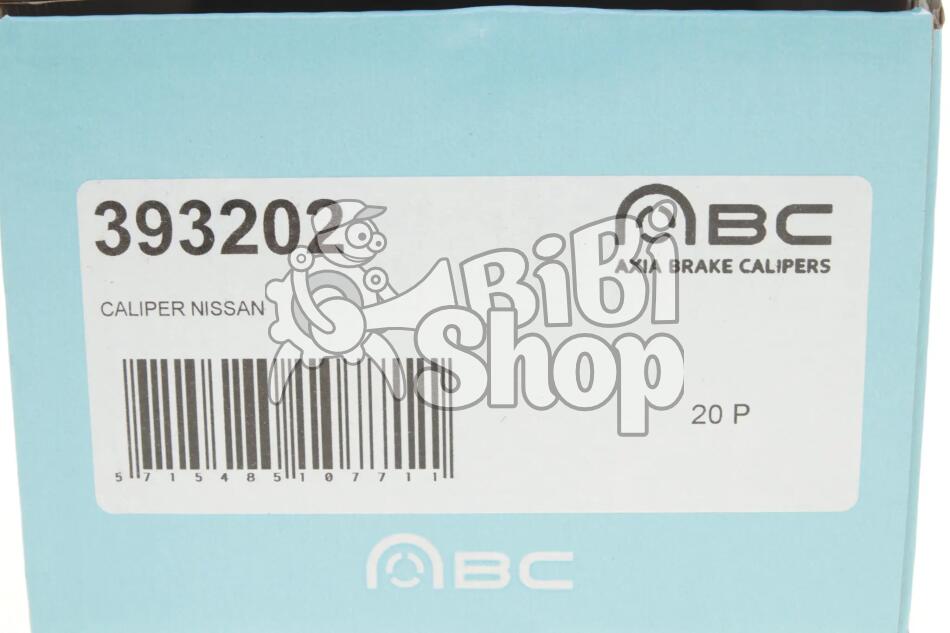 393202
ABC
AXIA BRAKE CALIPERS
CALIPER NISSAN
BiBi
Shop
20 P
5 715485 107711
ABC